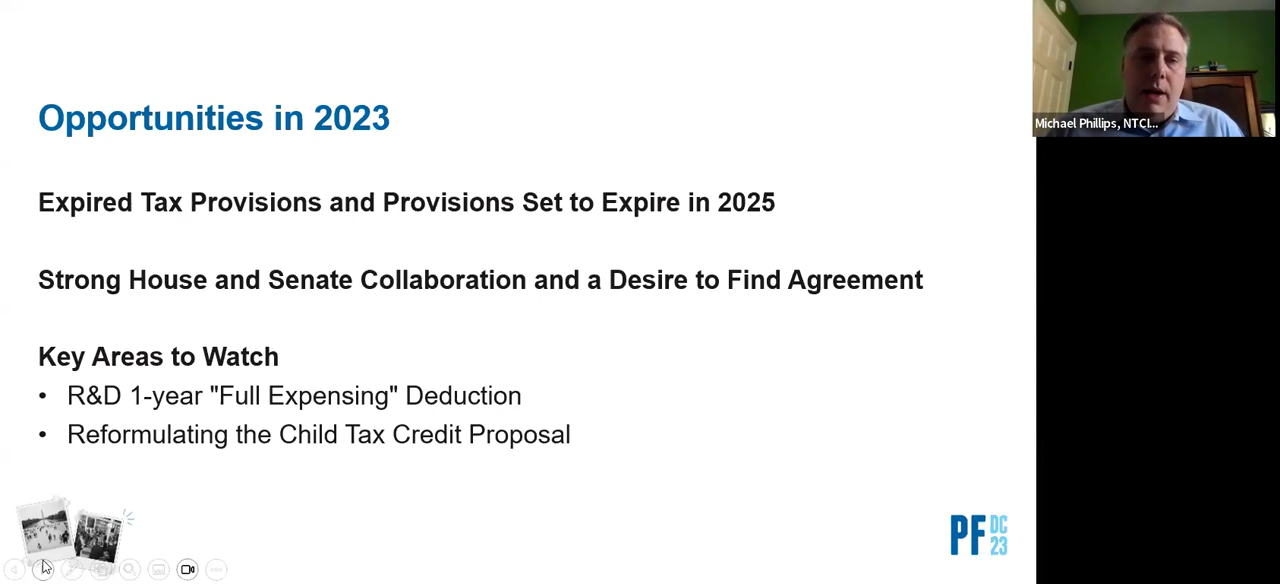 Opportunities in 2023
Expired Tax Provisions and Provisions Set to Expire in 2025
Strong House and Senate Collaboration and a Desire to Find Agreement
Key Areas to Watch
• R&D 1-year "Full Expensing" Deduction
• Reformulating the Child Tax Credit Proposal
PF DC 23
Michael Phillips, NTCI...